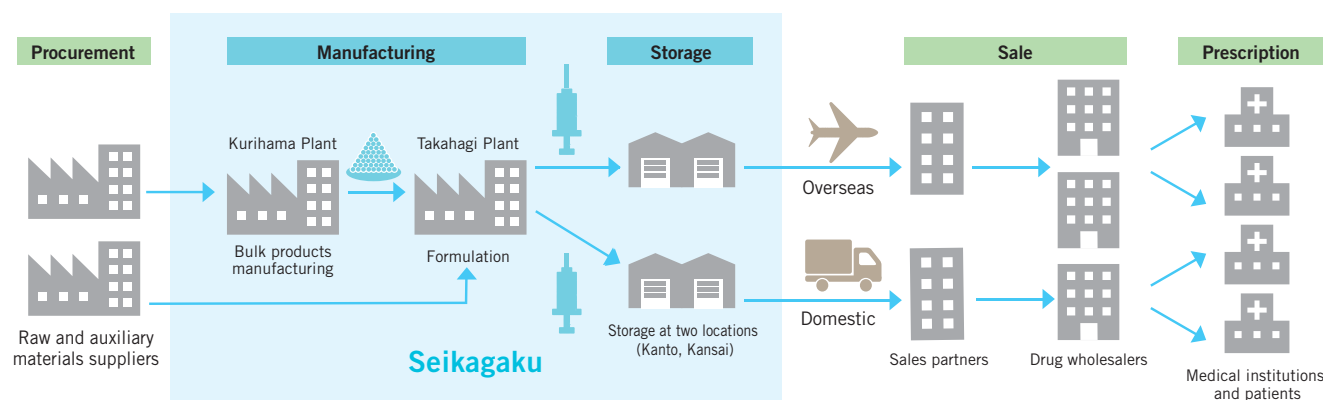 Procurement
Manufacturing
Storage
Sale
Prescription
Kurihama Plant
Takahagi Plant
Bulk products
manufacturing
Formulation
Raw and auxiliary
materials suppliers
Seikagaku
Storage at two locations
(Kanto, Kansai)
Overseas
Domestic
Sales partners
Drug wholesalers
Medical institutions
and patients